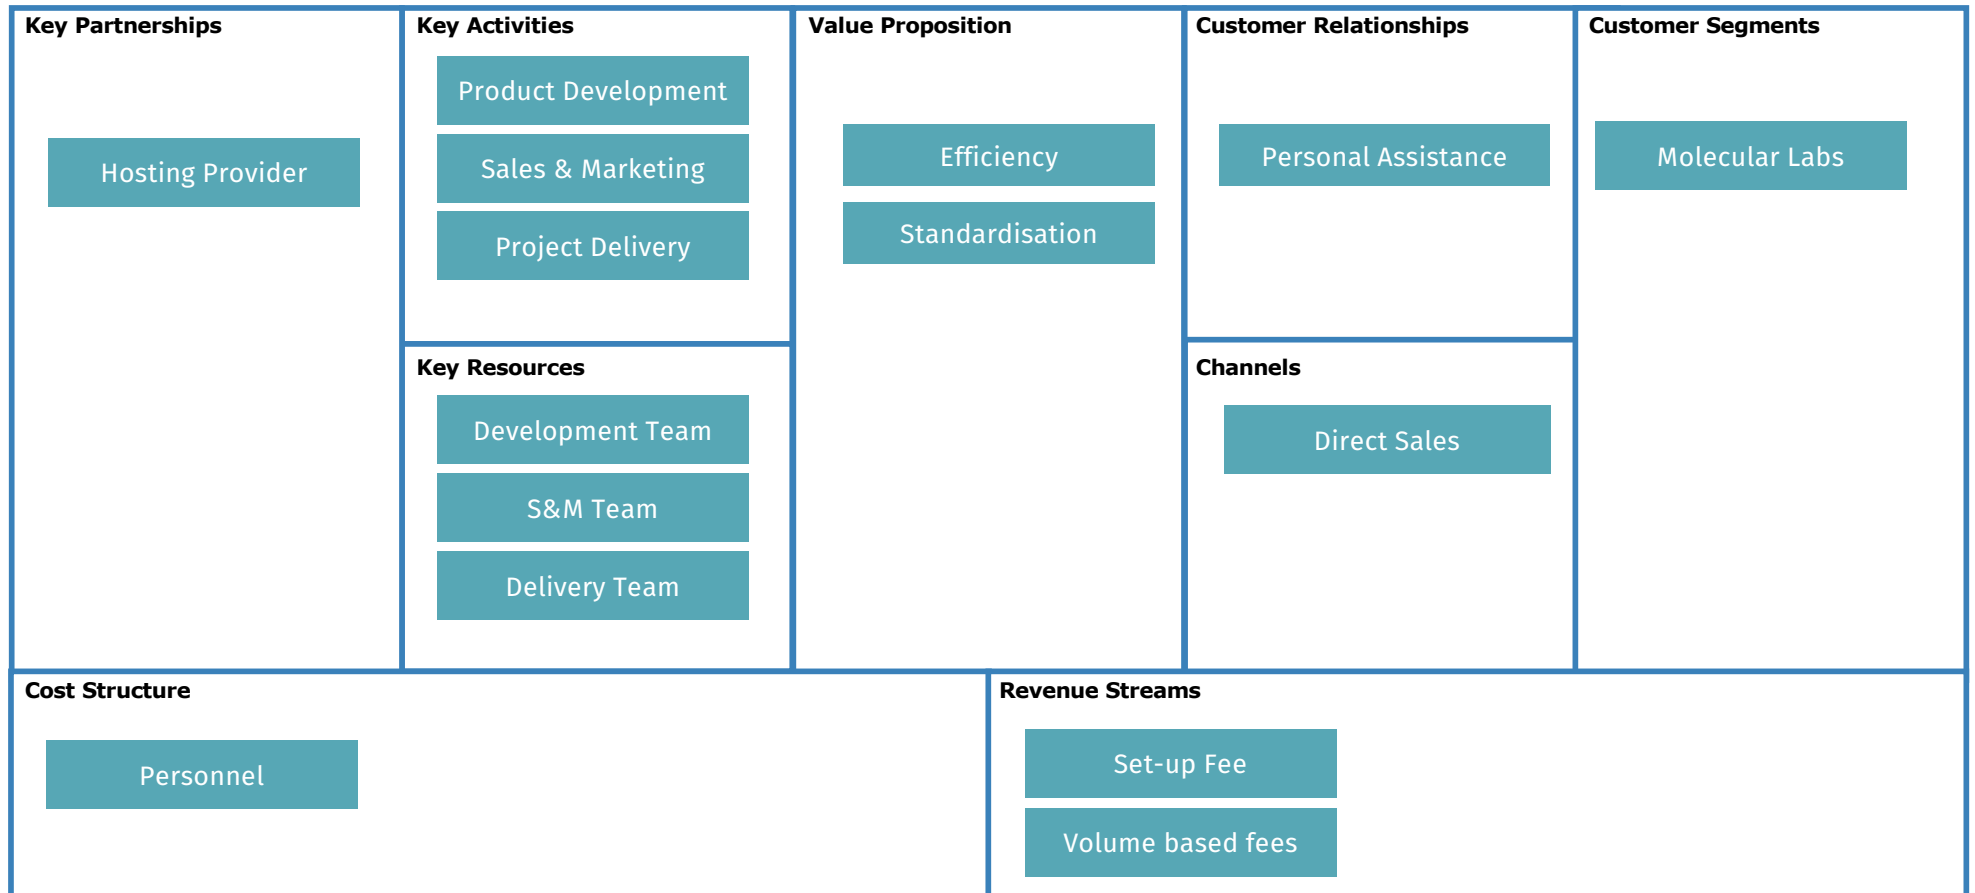 Key Partnerships
Hosting Provider
Key Activities
Product Development
Sales & Marketing
Project Delivery
Key Resources
Development Team
S&M Team
Delivery Team
Value Proposition
Efficiency
Standardisation
Customer Relationships
Personal Assistance
Channels
Direct Sales
Customer Segments
Molecular Labs
Cost Structure
Personnel
Revenue Streams
Set-up Fee
Volume based fees